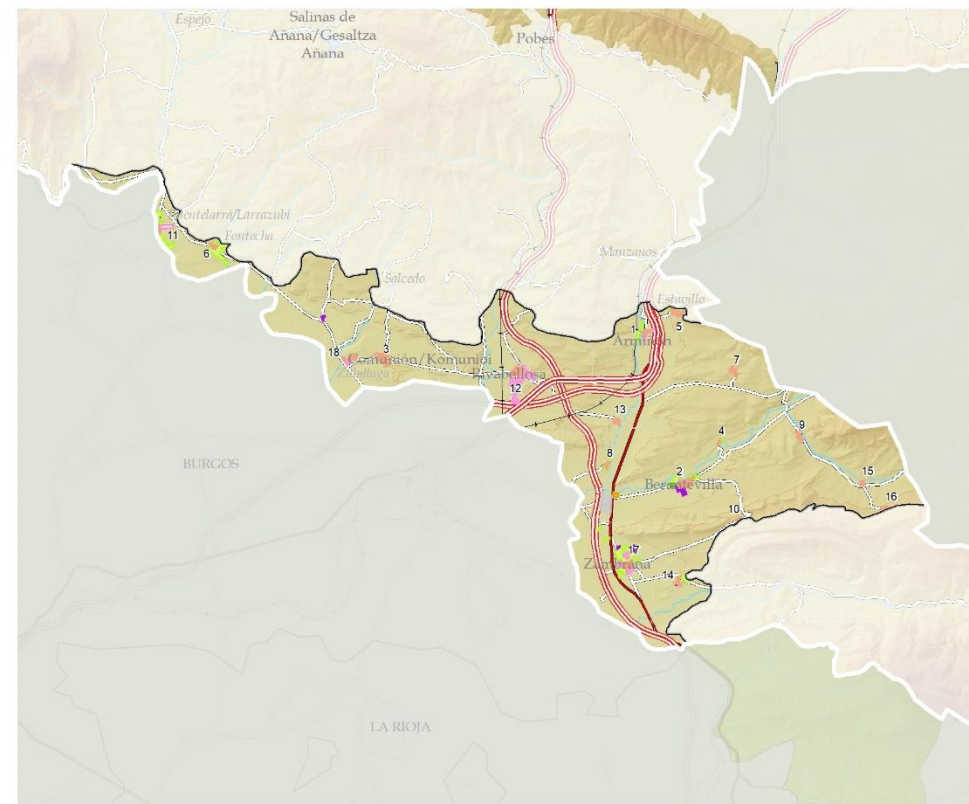 Espejo
Salinas de
Añana/Gesaltza
Añana
Pobes
11
6
Fontecha
Salcedo
Manzanos
Estavillo
1
5
Armiñón
18
3
Comunión/Komunioi
Rivabellosa
12
7
13
4
9
8
2
Berantevilla
15
16
10
17
Zambrana
14
BURGOS
LA RIOJA